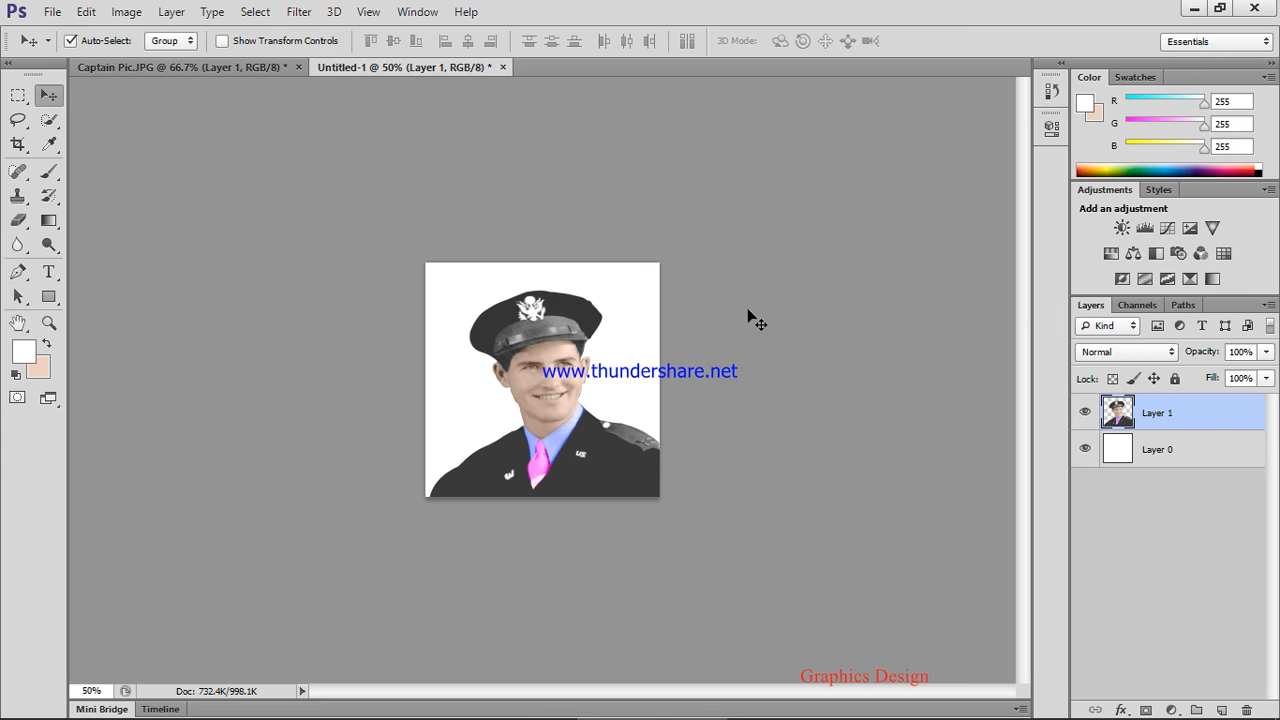 Ps File Edit Image Layer Type Select Filter 3D View Window Help
Auto-Select: Group Show Transform Controls 3D Mode: Essentials
Captain Pic.JPG @ 66.7% (Layer 1, RGB/8) * × Untitled-1 @ 50% (Layer 1, RGB/8) * ×
Color Swatches
R 255
G 255
B 255
Adjustments Styles
Add an adjustment
Layers Channels Paths
Kind
Normal Opacity: 100%
Lock: Fill: 100%
Layer 1
Layer 0
www.thundershare.net
Graphics Design
50% Doc: 732.4K/998.1K
Mini Bridge Timeline